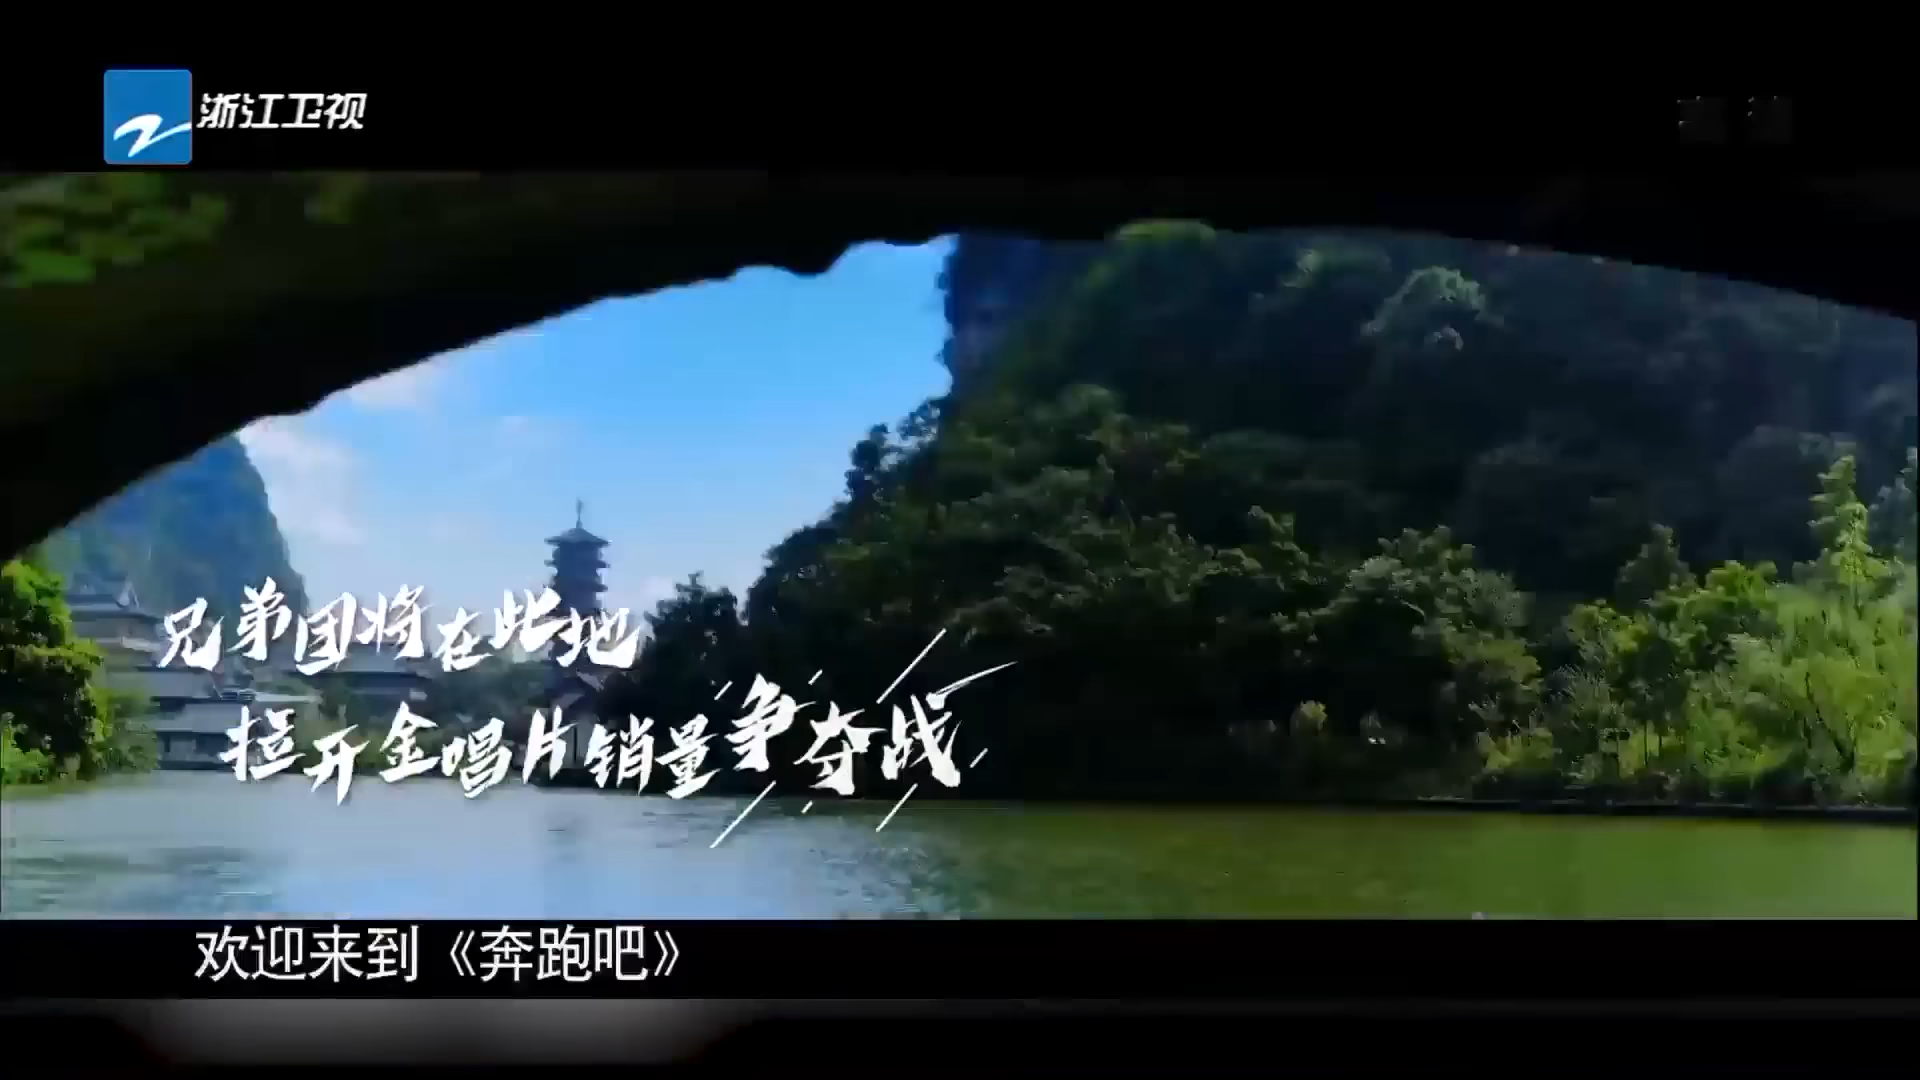 浙江卫视
兄弟团将在此地
拉开金唱片销量争夺战
欢迎来到《奔跑吧》